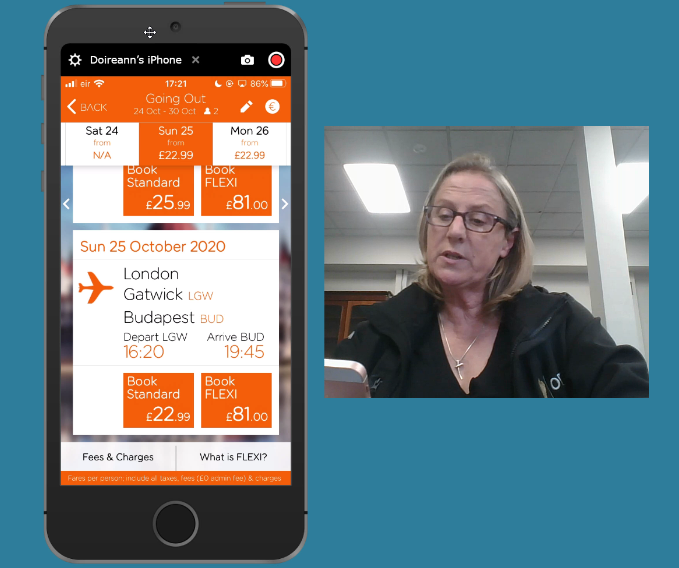 Doireann's iPhone ×
eir 17:21 86%
BACK Going Out €
24 Oct - 30 Oct 2
Sat 24 Sun 25 Mon 26
from from from
N/A £22.99 £22.99
Book Book
Standard FLEXI
£25.99 £81.00
Sun 25 October 2020
London
Gatwick LGW
Budapest BUD
Depart LGW Arrive BUD
16:20 19:45
Book Book
Standard FLEXI
£22.99 £81.00
Fees & Charges What is FLEXI?
Fares per person, include all taxes, fees (£0 admin fee) & charges